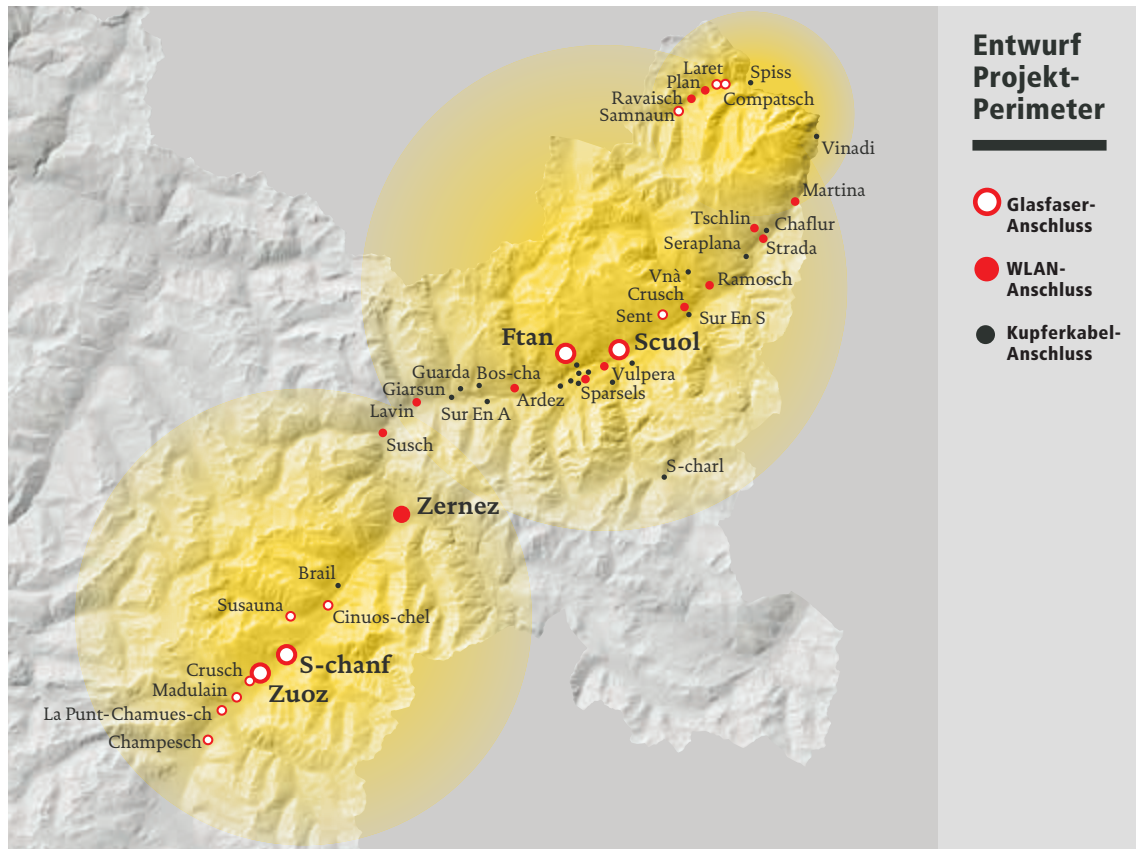 Entwurf
Projekt-
Perimeter
Glasfaser-
Anschluss
WLAN-
Anschluss
Kupferkabel-
Anschluss
Laret
Spiss
Plan
Ravaisch
Compatsch
Samnaun
Vinadi
Martina
Tschlin
Chaflur
Seraplana
Strada
Vnà
Ramosch
Crusch
Sent
Sur En S
Ftan
Scuol
Guarda
Bos-cha
Vulpera
Giarsun
Ardez
Sparsels
Lavin
Sur En A
Susch
S-charl
Zernez
Brail
Susauna
Cinuos-chel
S-chanf
Crusch
Zuoz
Madulain
La Punt-Chamues-ch
Champesch